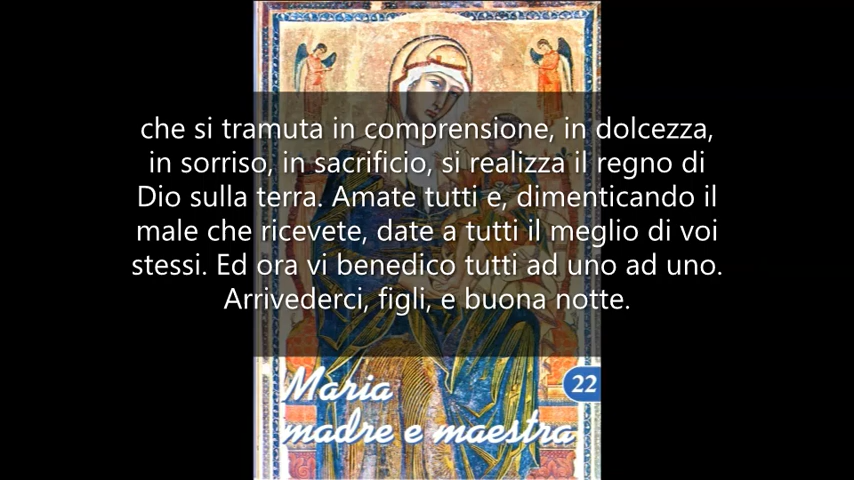 che si tramuta in comprensione, in dolcezza,
in sorriso, in sacrificio, si realizza il regno di
Dio sulla terra. Amate tutti e, dimenticando il
male che ricevete, date a tutti il meglio di voi
stessi. Ed ora vi benedico tutti ad uno ad uno.
Arrivederci, figli, e buona notte.
Maria
22
madre e maestra